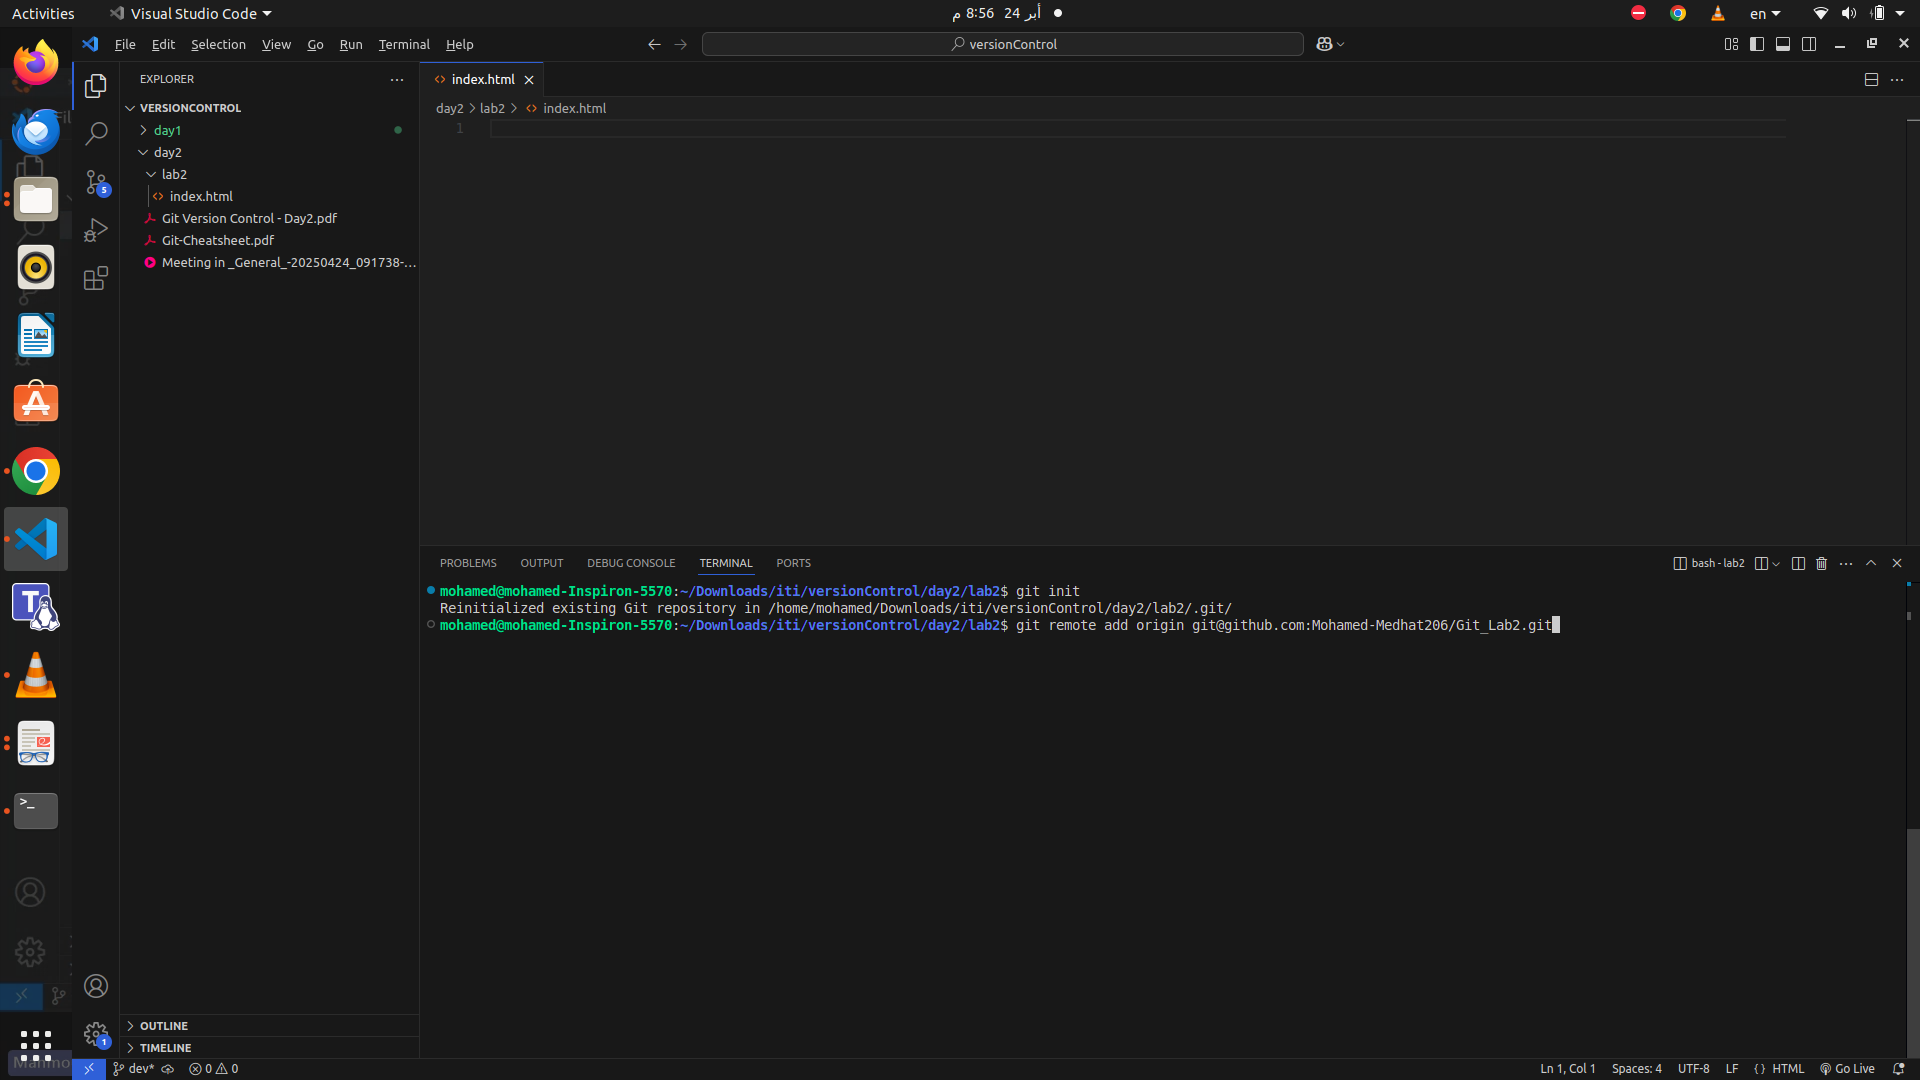 Activities
Visual Studio Code
8:56 م
24 أبر
en
File Edit Selection View Go Run Terminal Help
versionControl
EXPLORER
VERSIONCONTROL
day1
day2
lab2
index.html
Git Version Control - Day2.pdf
Git-Cheatsheet.pdf
Meeting in _General_-20250424_091738-...
5
OUTLINE
TIMELINE
1
index.html
day2 > lab2 > index.html
1
PROBLEMS OUTPUT DEBUG CONSOLE TERMINAL PORTS
bash - lab2
mohamed@mohamed-Inspiron-5570:~/Downloads/iti/versionControl/day2/lab2$ git init
Reinitialized existing Git repository in /home/mohamed/Downloads/iti/versionControl/day2/lab2/.git/
mohamed@mohamed-Inspiron-5570:~/Downloads/iti/versionControl/day2/lab2$ git remote add origin git@github.com:Mohamed-Medhat206/Git_Lab2.git
dev* 0 0
Ln 1, Col 1 Spaces: 4 UTF-8 LF {} HTML Go Live